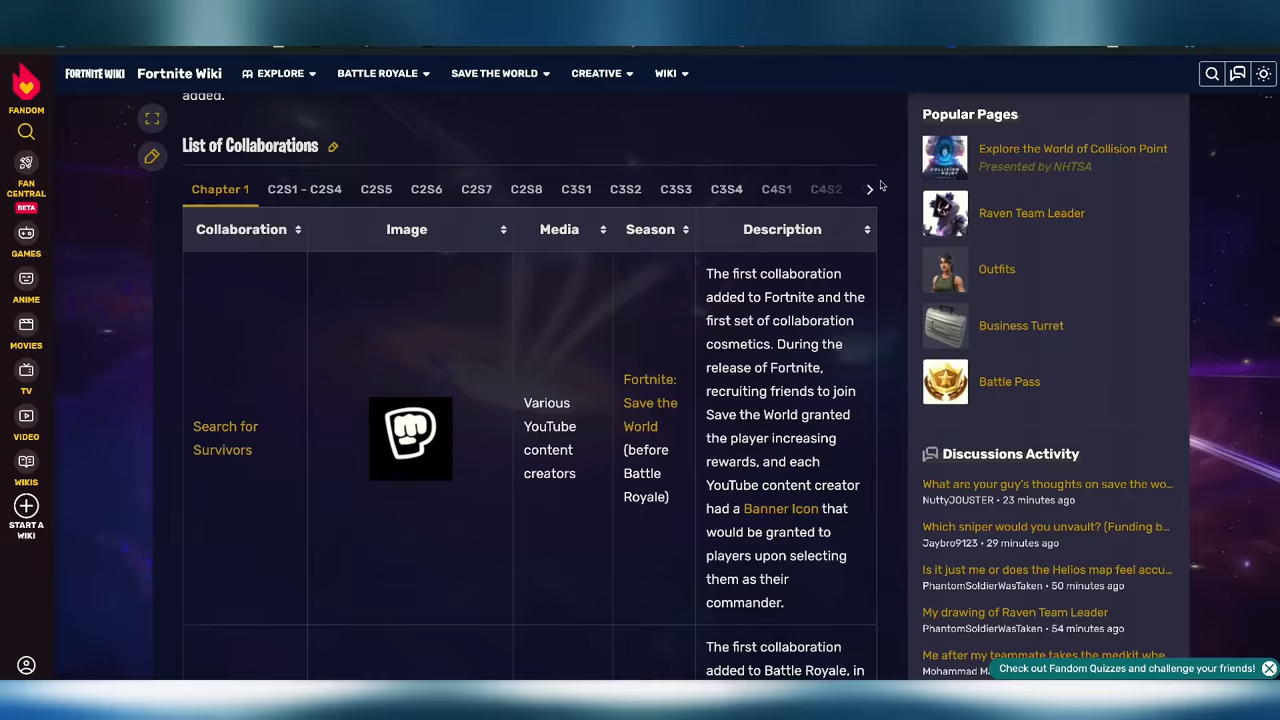 FORTNITE WIKI
Fortnite Wiki
EXPLORE
BATTLE ROYALE
SAVE THE WORLD
CREATIVE
WIKI
FANDOM
FAN CENTRAL
BETA
GAMES
ANIME
MOVIES
TV
VIDEO
WIKIS
START A WIKI
added.
List of Collaborations
Chapter 1
C2S1 - C2S4
C2S5
C2S6
C2S7
C2S8
C3S1
C3S2
C3S3
C3S4
C4S1
C4S2
Collaboration
Image
Media
Season
Description
Search for
Survivors
Various
YouTube
content
creators
Fortnite:
Save the
World
(before
Battle
Royale)
The first collaboration
added to Fortnite and the
first set of collaboration
cosmetics. During the
release of Fortnite,
recruiting friends to join
Save the World granted
the player increasing
rewards, and each
YouTube content creator
had a Banner Icon that
would be granted to
players upon selecting
them as their
commander.
The first collaboration
added to Battle Royale, in
Popular Pages
Explore the World of Collision Point
Presented by NHTSA
Raven Team Leader
Outfits
Business Turret
Battle Pass
Discussions Activity
What are your guy's thoughts on save the wo...
NuttyJOUSTER • 23 minutes ago
Which sniper would you unvault? (Funding b...
Jaybro9123 • 29 minutes ago
Is it just me or does the Helios map feel accu...
PhantomSoldierWasTaken • 50 minutes ago
My drawing of Raven Team Leader
PhantomSoldierWasTaken • 54 minutes ago
Me after my teammate takes the medkit whe
Mohammad M
Check out Fandom Quizzes and challenge your friends!